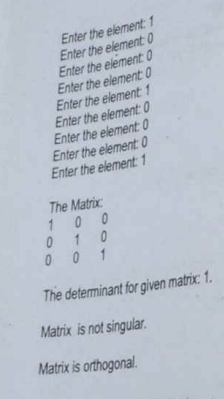 Enter the element: 1
Enter the element: 0
Enter the element: 0
Enter the element: 0
Enter the element: 1
Enter the element: 0
Enter the element: 0
Enter the element: 0
Enter the element: 1
The Matrix:
1 0 0
0 1 0
0 0 1
The determinant for given matrix: 1.
Matrix is not singular.
Matrix is orthogonal.